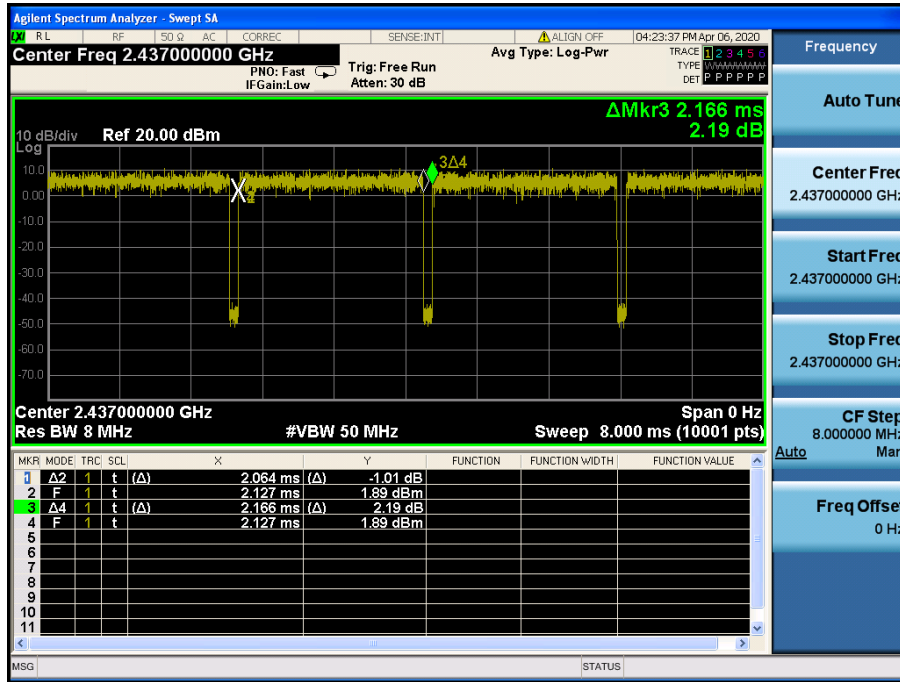 Agilent Spectrum Analyzer - Swept SA
LXI RL RF 50 Ω AC CORREC SENSE:INT ALIGN OFF 04:23:37 PM Apr 06, 2020
Center Freq 2.437000000 GHz
PNO: Fast
IFGain:Low
Trig: Free Run
Atten: 30 dB
Avg Type: Log-Pwr
TRACE 1 2 3 4 5 6
TYPE WWWWWW
DET P P P P P P
ΔMkr3 2.166 ms
2.19 dB
10 dB/div Ref 20.00 dBm
Log
10.0
0.00
-10.0
-20.0
-30.0
-40.0
-50.0
-60.0
-70.0
3Δ4
Center 2.437000000 GHz Span 0 Hz
Res BW 8 MHz #VBW 50 MHz Sweep 8.000 ms (10001 pts)
MKR MODE TRC SCL X Y FUNCTION FUNCTION WIDTH FUNCTION VALUE
1 Δ2 1 t (Δ) 2.064 ms (Δ) -1.01 dB
2 F 1 t 2.127 ms 1.89 dBm
3 Δ4 1 t (Δ) 2.166 ms (Δ) 2.19 dB
4 F 1 t 2.127 ms 1.89 dBm
5
6
7
8
9
10
11
MSG STATUS
Frequency
Auto Tune
Center Freq
2.437000000 GHz
Start Freq
2.437000000 GHz
Stop Freq
2.437000000 GHz
CF Step
8.000000 MHz
Auto Man
Freq Offset
0 Hz